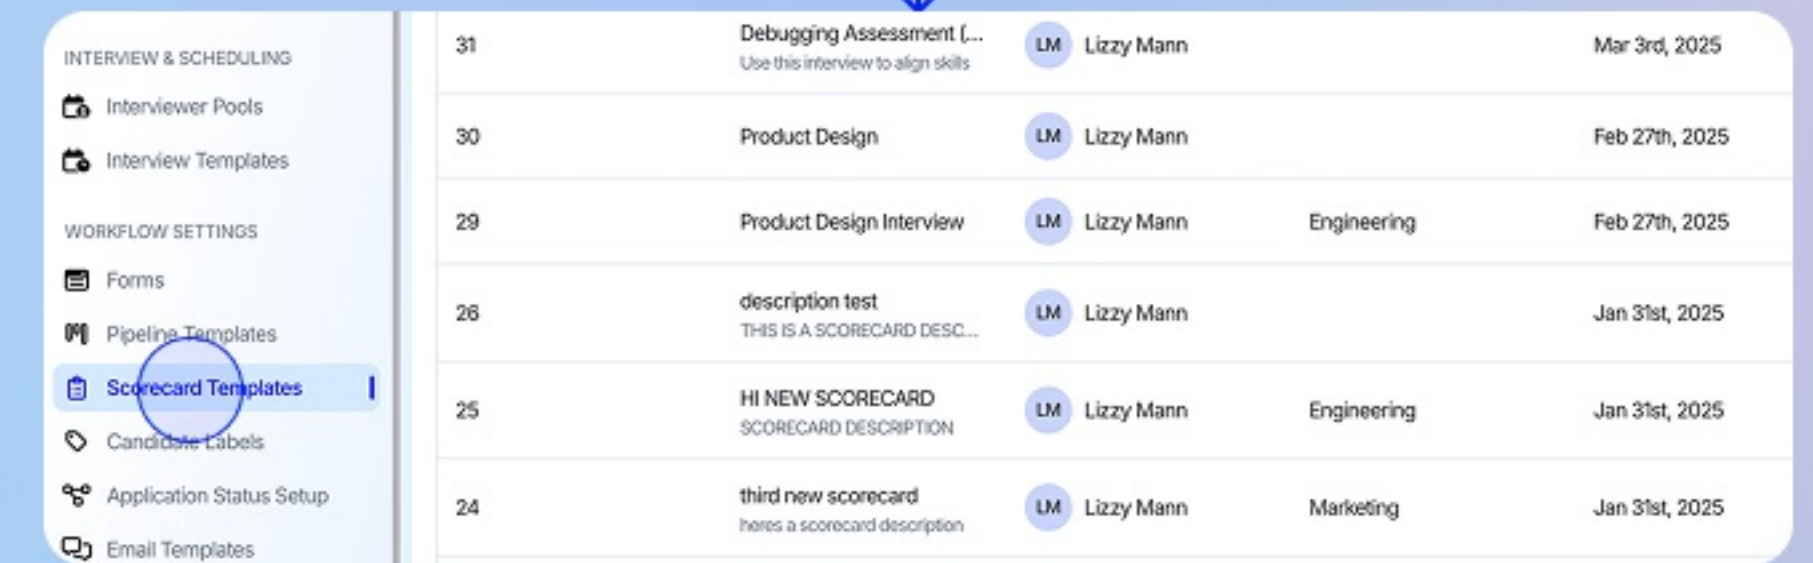 INTERVIEW & SCHEDULING
Interviewer Pools
Interview Templates
WORKFLOW SETTINGS
Forms
Pipeline Templates
Scorecard Templates
Candidate Labels
Application Status Setup
Email Templates
31 Debugging Assessment (... LM Lizzy Mann Mar 3rd, 2025
Use this interview to align skills
30 Product Design LM Lizzy Mann Feb 27th, 2025
29 Product Design Interview LM Lizzy Mann Engineering Feb 27th, 2025
26 description test LM Lizzy Mann Jan 31st, 2025
THIS IS A SCORECARD DESC...
25 HI NEW SCORECARD LM Lizzy Mann Engineering Jan 31st, 2025
SCORECARD DESCRIPTION
24 third new scorecard LM Lizzy Mann Marketing Jan 31st, 2025
heres a scorecard description